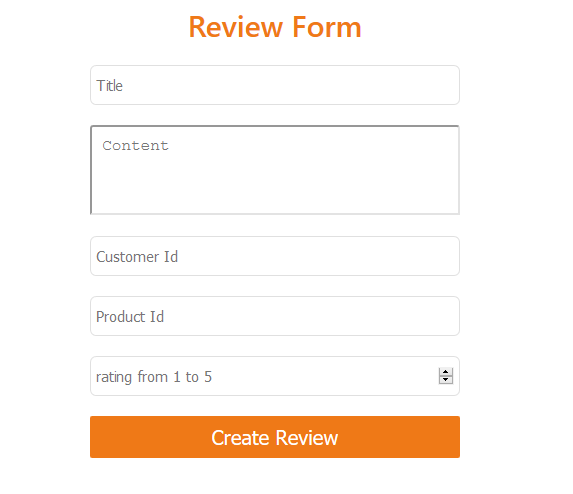 Review Form
Title
Content
Customer Id
Product Id
rating from 1 to 5
Create Review